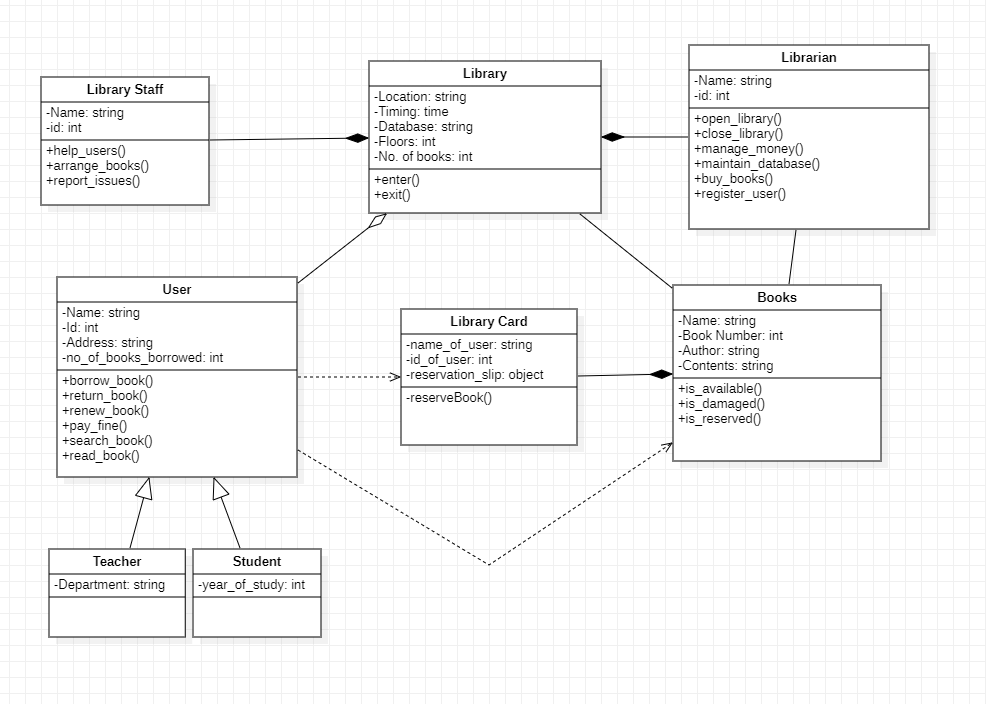 Library Staff
-Name: string
-id: int
+help_users()
+arrange_books()
+report_issues()
Library
-Location: string
-Timing: time
-Database: string
-Floors: int
-No. of books: int
+enter()
+exit()
Librarian
-Name: string
-id: int
+open_library()
+close_library()
+manage_money()
+maintain_database()
+buy_books()
+register_user()
User
-Name: string
-Id: int
-Address: string
-no_of_books_borrowed: int
+borrow_book()
+return_book()
+renew_book()
+pay_fine()
+search_book()
+read_book()
Library Card
-name_of_user: string
-id_of_user: int
-reservation_slip: object
-reserveBook()
Books
-Name: string
-Book Number: int
-Author: string
-Contents: string
+is_available()
+is_damaged()
+is_reserved()
Teacher
-Department: string
Student
-year_of_study: int